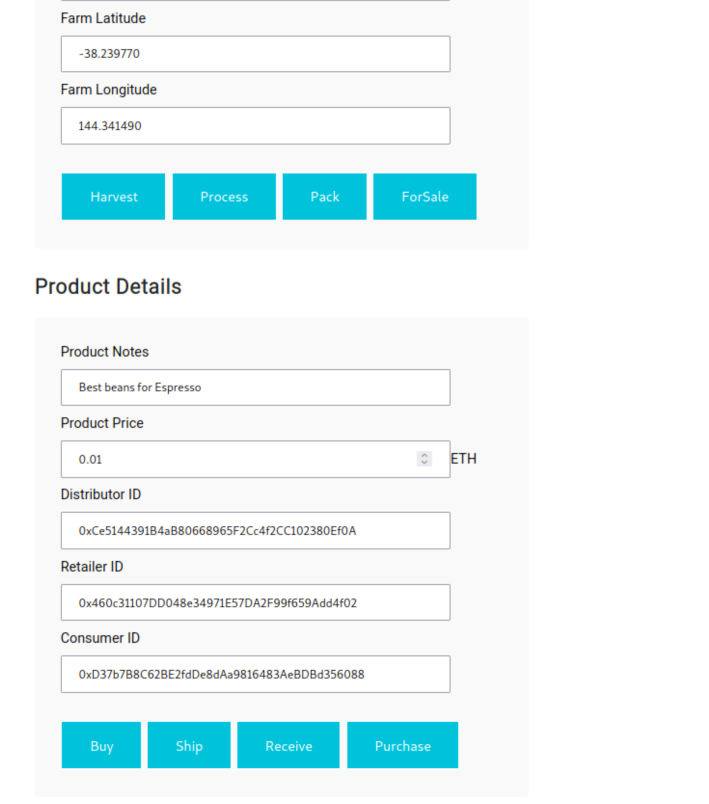 Farm Latitude
-38.239770
Farm Longitude
144.341490
Harvest Process Pack ForSale
Product Details
Product Notes
Best beans for Espresso
Product Price
0.01 ETH
Distributor ID
0xCe5144391B4aB80668965F2Cc4f2CC102380Ef0A
Retailer ID
0x460c31107DD048e34971E57DA2F99f659Add4f02
Consumer ID
0xD37b7B8C62BE2fdDe8dAa9816483AeBDBd356088
Buy Ship Receive Purchase